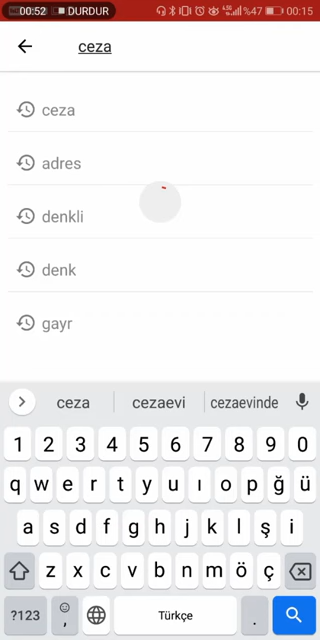 00:52 DURDUR %47 00:15
ceza
ceza
adres
denkli
denk
gayr
ceza cezaevi cezaevinde
1 2 3 4 5 6 7 8 9 0
q w e r t y u ı o p ğ ü
a s d f g h j k l ş i
z x c v b n m ö ç
?123 , Türkçe .